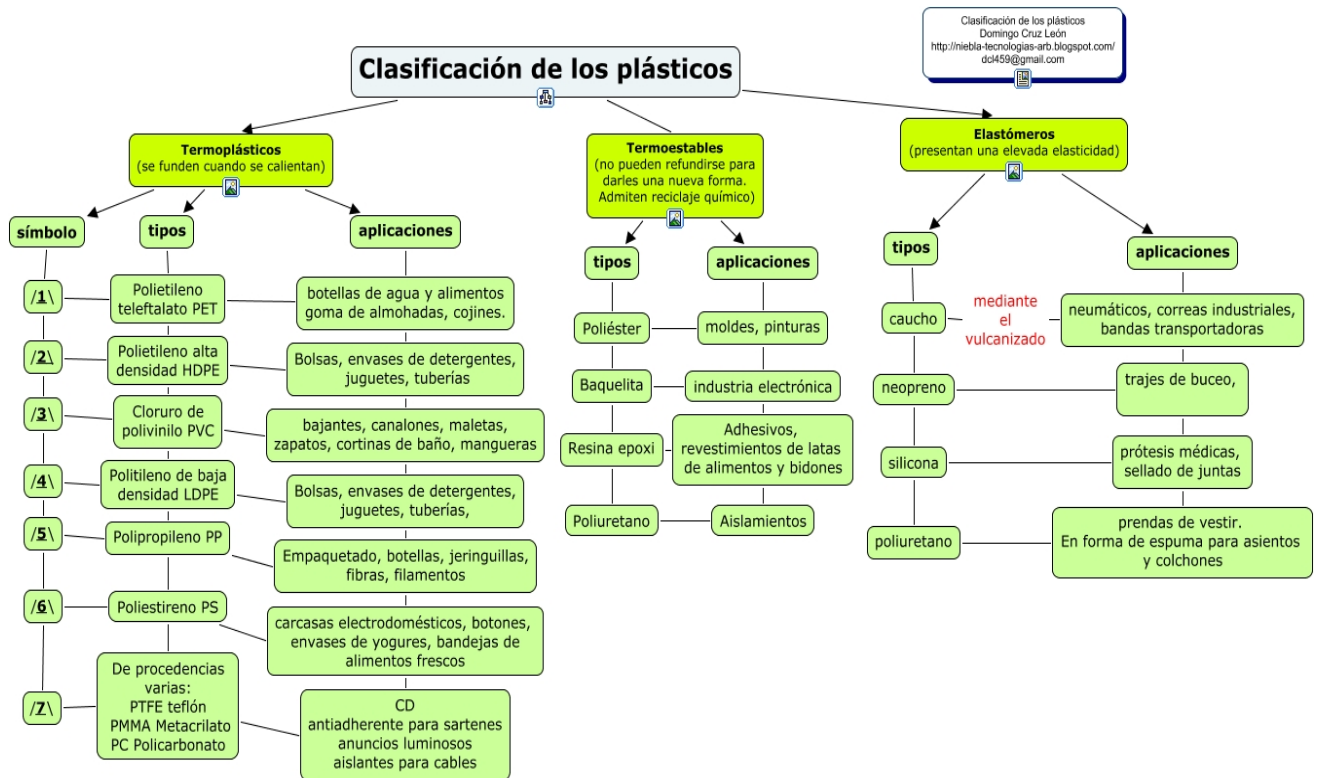 Clasificación de los plásticos
Domingo Cruz León
http://niebla-tecnologias-arb.blogspot.com/
dcl459@gmail.com
Clasificación de los plásticos
Termoplásticos
(se funden cuando se calientan)
símbolo
tipos
aplicaciones
/1\
Polietileno
teleftalato PET
botellas de agua y alimentos
goma de almohadas, cojines.
/2\
Polietileno alta
densidad HDPE
Bolsas, envases de detergentes,
juguetes, tuberías
/3\
Cloruro de
polivinilo PVC
bajantes, canalones, maletas,
zapatos, cortinas de baño, mangueras
/4\
Politileno de baja
densidad LDPE
Bolsas, envases de detergentes,
juguetes, tuberías,
/5\
Polipropileno PP
Empaquetado, botellas, jeringuillas,
fibras, filamentos
/6\
Poliestireno PS
carcasas electrodomésticos, botones,
envases de yogures, bandejas de
alimentos frescos
/7\
De procedencias
varias:
PTFE teflón
PMMA Metacrilato
PC Policarbonato
CD
antiadherente para sartenes
anuncios luminosos
aislantes para cables
Termoestables
(no pueden refundirse para
darles una nueva forma.
Admiten reciclaje químico)
tipos
aplicaciones
Poliéster
moldes, pinturas
Baquelita
industria electrónica
Resina epoxi
Adhesivos,
revestimientos de latas
de alimentos y bidones
Poliuretano
Aislamientos
Elastómeros
(presentan una elevada elasticidad)
tipos
aplicaciones
caucho
mediante
el
vulcanizado
neumáticos, correas industriales,
bandas transportadoras
neopreno
trajes de buceo,
silicona
prótesis médicas,
sellado de juntas
poliuretano
prendas de vestir.
En forma de espuma para asientos
y colchones